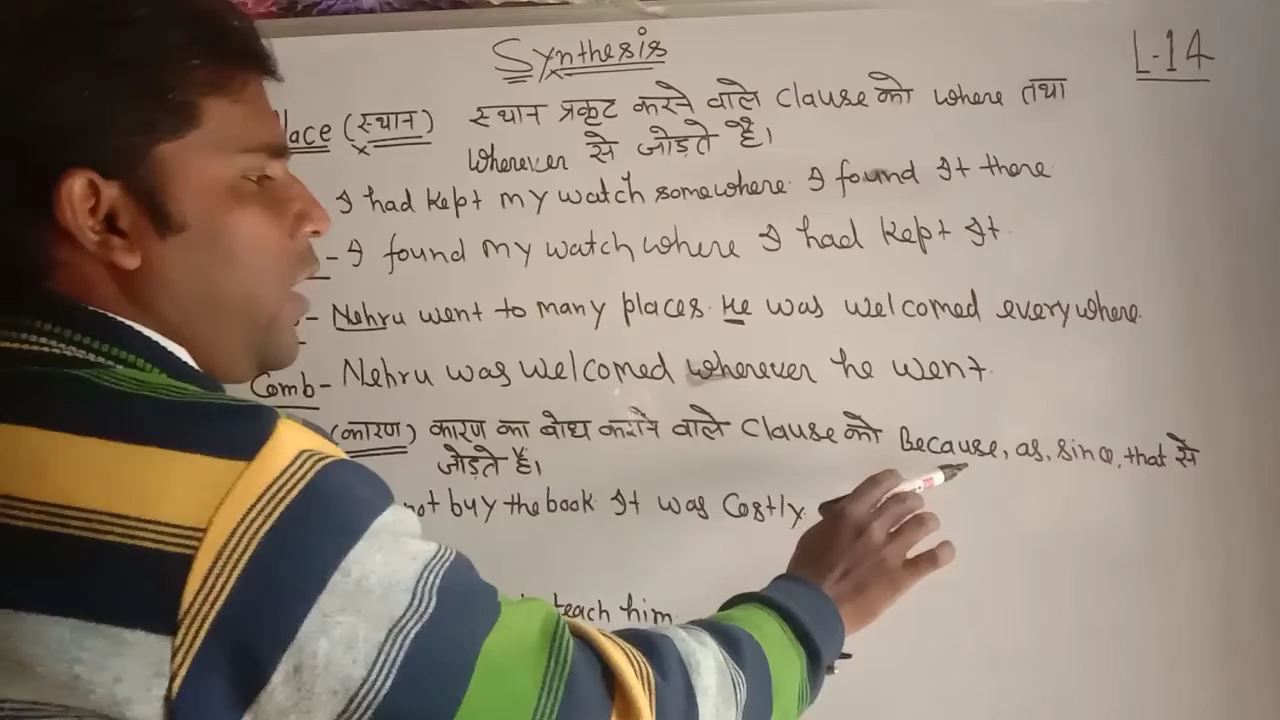 Synthesis
L-14
lace (स्थान) स्थान प्रकट करने वाले Clause को where तथा
wherever से जोड़ते है।
I had kept my watch somewhere. I found It there
- I found my watch where I had kept It.
- Nehru went to many places. He was welcomed everywhere.
Comb- Nehru was welcomed wherever he went.
(कारण) कारण का बोध कराने वाले Clause को Because, as, since, that से
जोड़ते हैं।
not buy the book. It was Costly.
teach him.